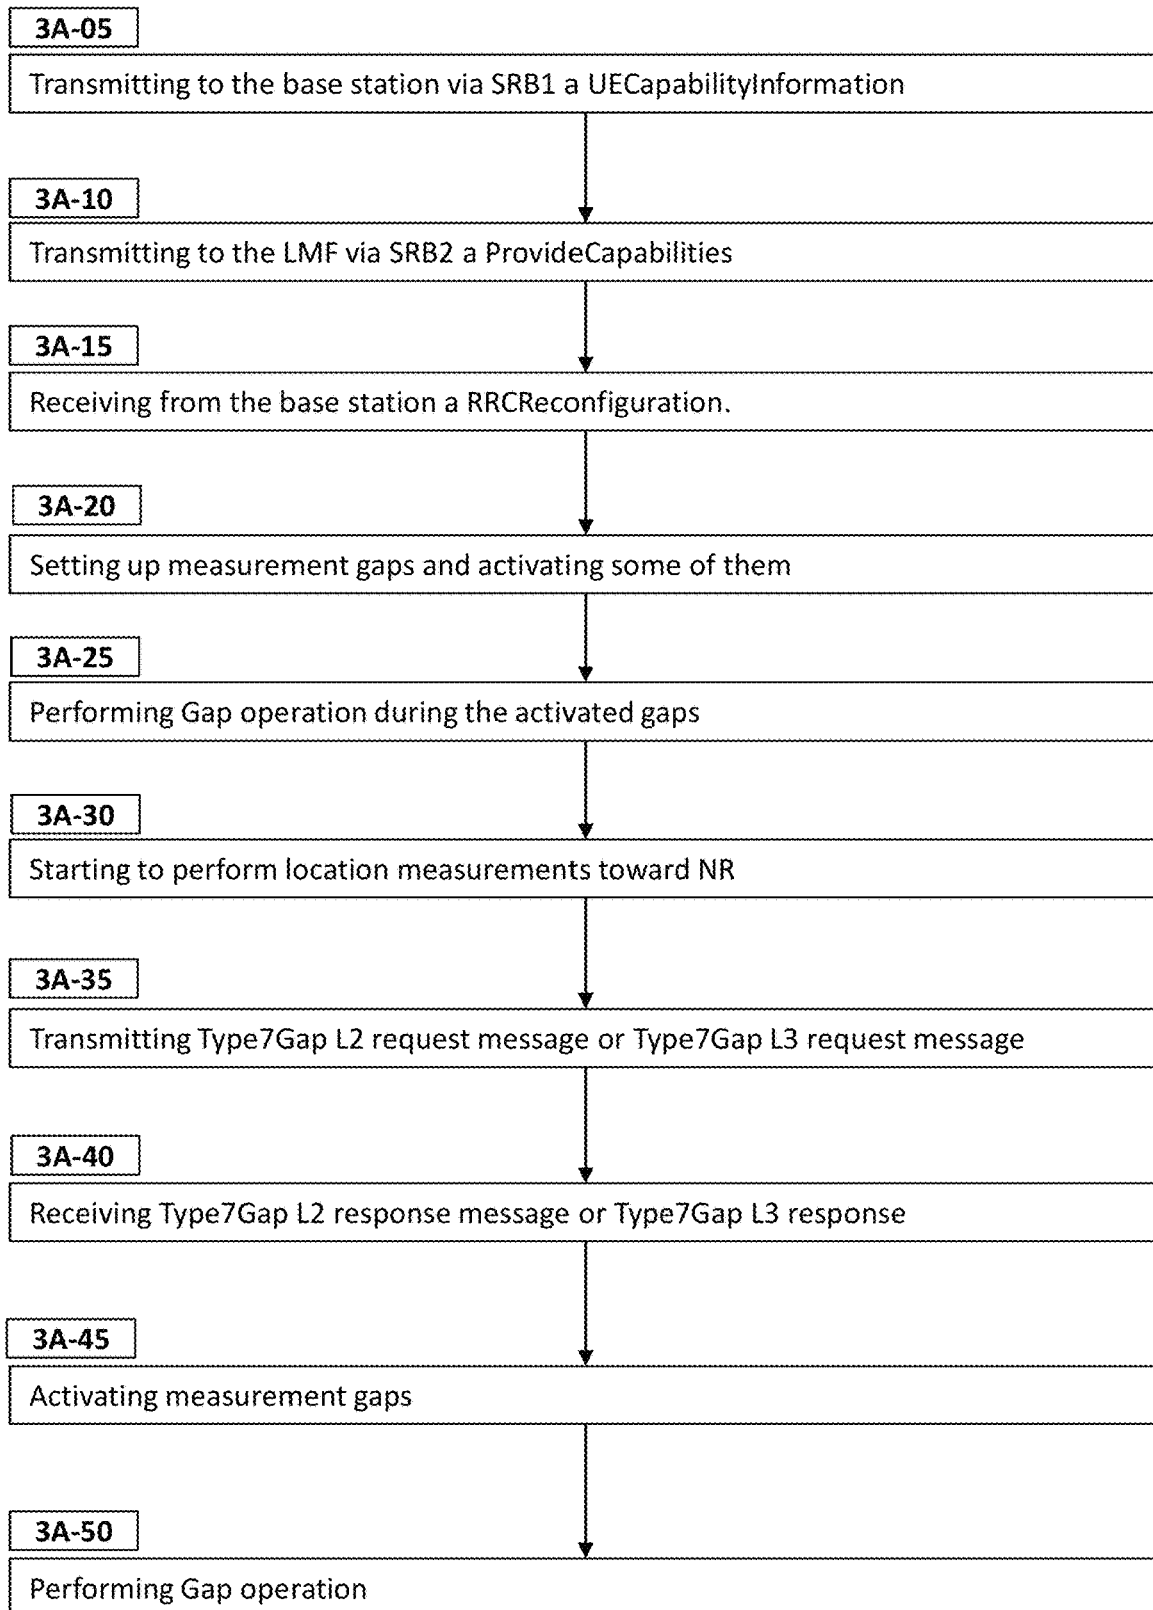 3A-05
Transmitting to the base station via SRB1 a UECapabilityInformation
3A-10
Transmitting to the LMF via SRB2 a ProvideCapabilities
3A-15
Receiving from the base station a RRCReconfiguration.
3A-20
Setting up measurement gaps and activating some of them
3A-25
Performing Gap operation during the activated gaps
3A-30
Starting to perform location measurements toward NR
3A-35
Transmitting Type7Gap L2 request message or Type7Gap L3 request message
3A-40
Receiving Type7Gap L2 response message or Type7Gap L3 response
3A-45
Activating measurement gaps
3A-50
Performing Gap operation